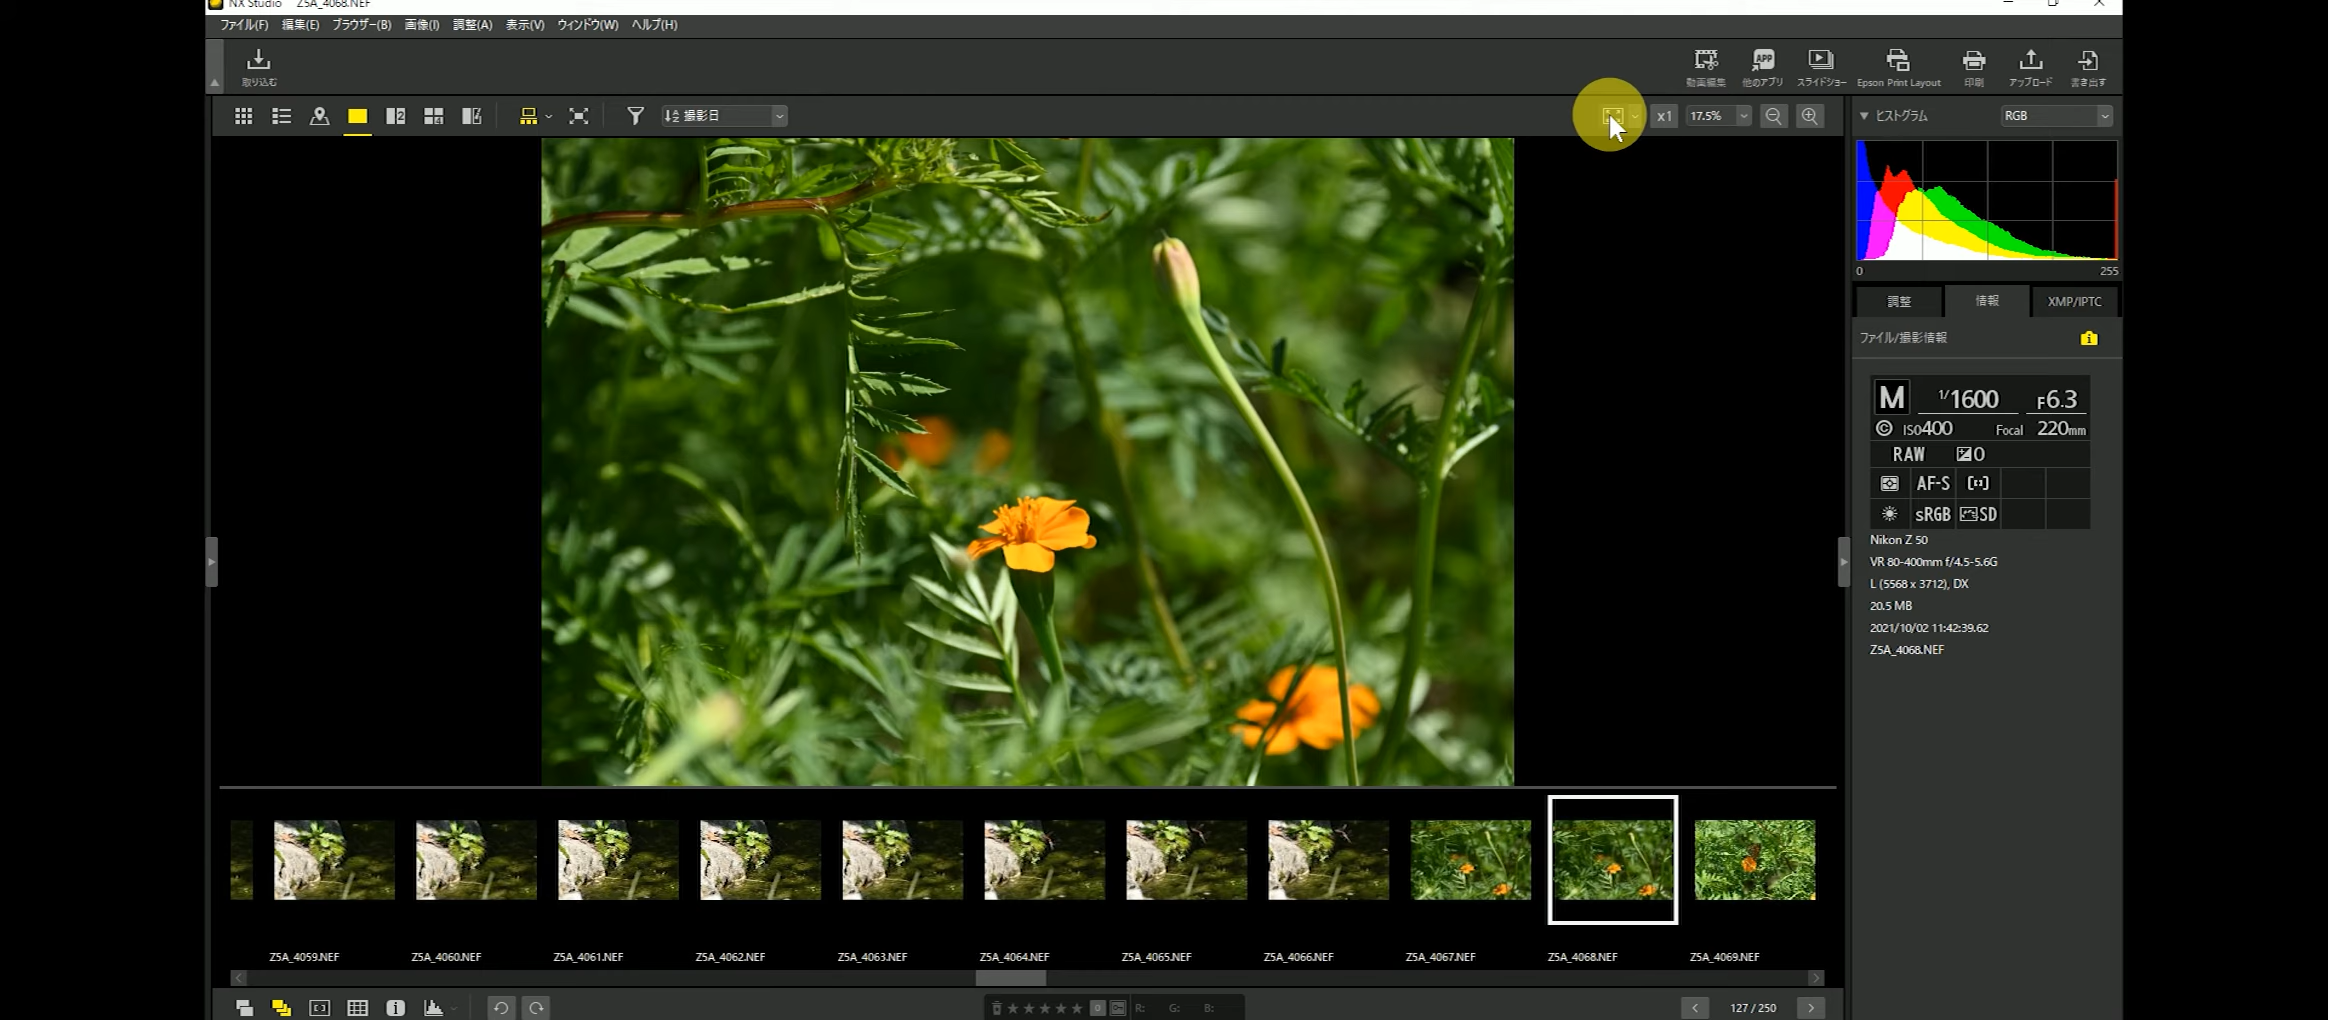 NX Studio Z5A_4068.NEF
ファイル(F) 編集(E) ブラウザー(B) 画像(I) 調整(A) 表示(V) ウィンドウ(W) ヘルプ(H)
取り込む
動画編集 他のアプリ スライドショー Epson Print Layout 印刷 アップロード 書き出す
撮影日
x1 17.5%
ヒストグラム RGB
0 255
調整 情報 XMP/IPTC
ファイル/撮影情報
M 1/1600 F6.3
ISO400 Focal 220mm
RAW 0
AF-S
sRGB SD
Nikon Z 50
VR 80-400mm f/4.5-5.6G
L (5568 x 3712), DX
20.5 MB
2021/10/02 11:42:39.62
Z5A_4068.NEF
Z5A_4059.NEF Z5A_4060.NEF Z5A_4061.NEF Z5A_4062.NEF Z5A_4063.NEF Z5A_4064.NEF Z5A_4065.NEF Z5A_4066.NEF Z5A_4067.NEF Z5A_4068.NEF Z5A_4069.NEF
0 R: G: B:
127 / 250